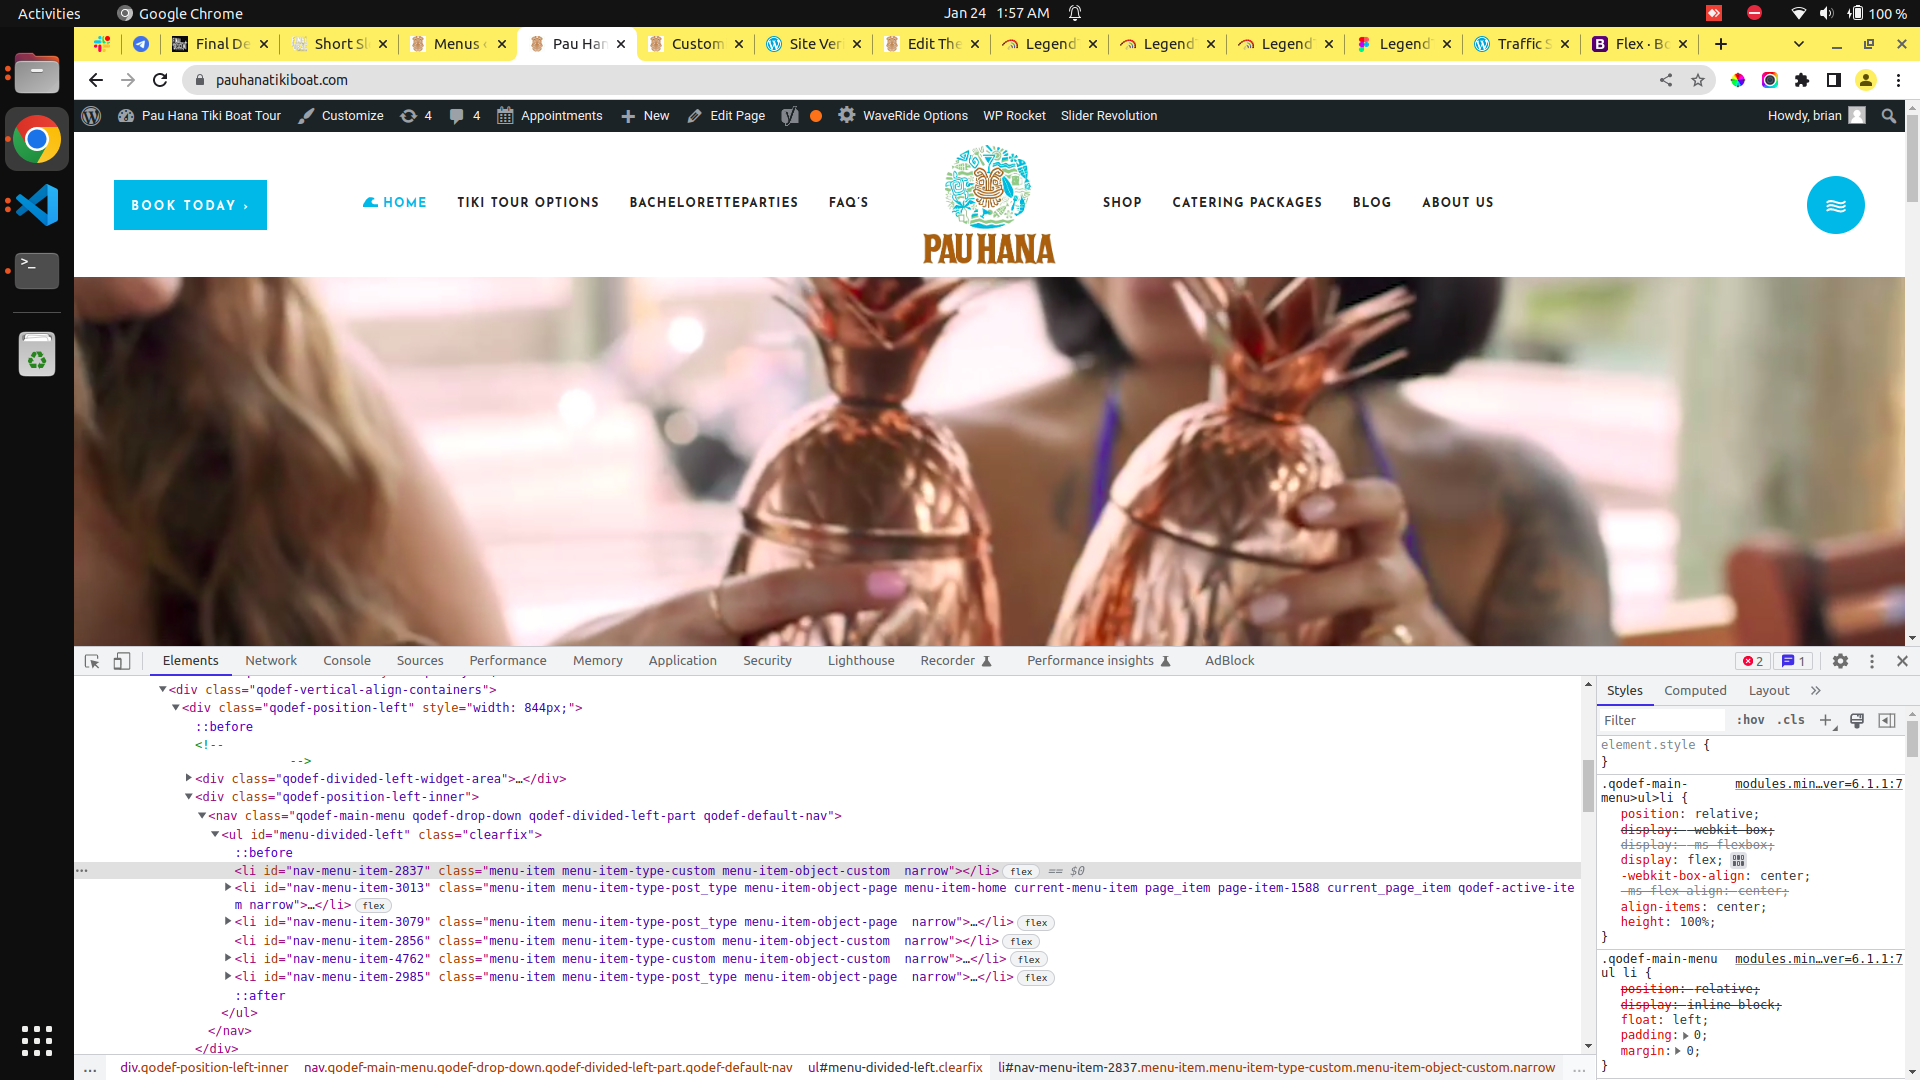 Activities
Google Chrome
Jan 24 1:57 AM
100 %
Final De
Short Sl
Menus
Pau Han
Custom
Site Ver
Edit The
Legend
Legend
Legend
Legend
Traffic S
Flex · Bo
pauhanatikiboat.com
Pau Hana Tiki Boat Tour
Customize
4
4
Appointments
New
Edit Page
WaveRide Options
WP Rocket
Slider Revolution
Howdy, brian
BOOK TODAY ›
HOME
TIKI TOUR OPTIONS
BACHELORETTEPARTIES
FAQ'S
PAU HANA
SHOP
CATERING PACKAGES
BLOG
ABOUT US
Elements
Network
Console
Sources
Performance
Memory
Application
Security
Lighthouse
Recorder
Performance insights
AdBlock
2
1
<div class="qodef-vertical-align-containers">
<div class="qodef-position-left" style="width: 844px;">
::before
<!--
-->
<div class="qodef-divided-left-widget-area">…</div>
<div class="qodef-position-left-inner">
<nav class="qodef-main-menu qodef-drop-down qodef-divided-left-part qodef-default-nav">
<ul id="menu-divided-left" class="clearfix">
::before
<li id="nav-menu-item-2837" class="menu-item menu-item-type-custom menu-item-object-custom  narrow"></li> flex == $0
<li id="nav-menu-item-3013" class="menu-item menu-item-type-post_type menu-item-object-page menu-item-home current-menu-item page_item page-item-1588 current_page_item qodef-active-ite
m narrow">…</li> flex
<li id="nav-menu-item-3079" class="menu-item menu-item-type-post_type menu-item-object-page  narrow">…</li> flex
<li id="nav-menu-item-2856" class="menu-item menu-item-type-custom menu-item-object-custom  narrow"></li> flex
<li id="nav-menu-item-4762" class="menu-item menu-item-type-custom menu-item-object-custom  narrow">…</li> flex
<li id="nav-menu-item-2985" class="menu-item menu-item-type-post_type menu-item-object-page  narrow">…</li> flex
::after
</ul>
</nav>
</div>
... div.qodef-position-left-inner nav.qodef-main-menu.qodef-drop-down.qodef-divided-left-part.qodef-default-nav ul#menu-divided-left.clearfix li#nav-menu-item-2837.menu-item.menu-item-type-custom.menu-item-object-custom.narrow ...
Styles
Computed
Layout
Filter
:hov .cls
element.style {
}
.qodef-main-menu>ul>li { modules.min…ver=6.1.1:7
position: relative;
display: -webkit-box;
display: -ms-flexbox;
display: flex;
-webkit-box-align: center;
-ms-flex-align: center;
align-items: center;
height: 100%;
}
.qodef-main-menu ul li { modules.min…ver=6.1.1:7
position: relative;
display: inline-block;
float: left;
padding: 0;
margin: 0;
}